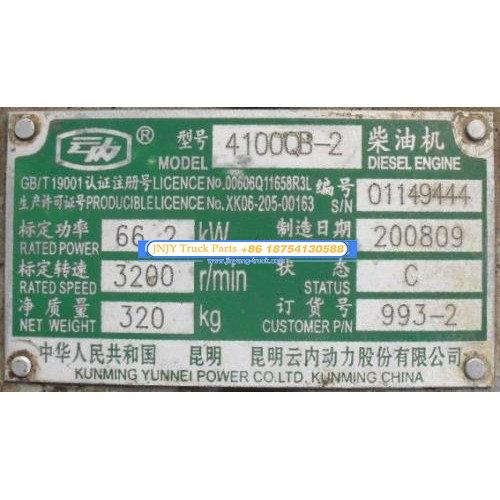 云内 ® 型号 MODEL 4100QB-2 柴油机 DIESEL ENGINE
GB/T 19001 认证注册号 LICENCE No. 00606Q11658R3L 编号 S/N 01149444
生产许可证号 PRODUCIBLE LICENCE No. XK06-205-00163
标定功率 RATED POWER 66.2 kW 制造日期 200809
JNJY Truck Parts +86 18754130588
www.jygang-truck.com
标定转速 RATED SPEED 3200 r/min 状态 STATE C
净质量 NET WEIGHT 320 kg 订货号 CUSTOMER P/N 993-2
中华人民共和国 昆明 昆明云内动力股份有限公司
KUNMING YUNNEI POWER CO.LTD. KUNMING CHINA